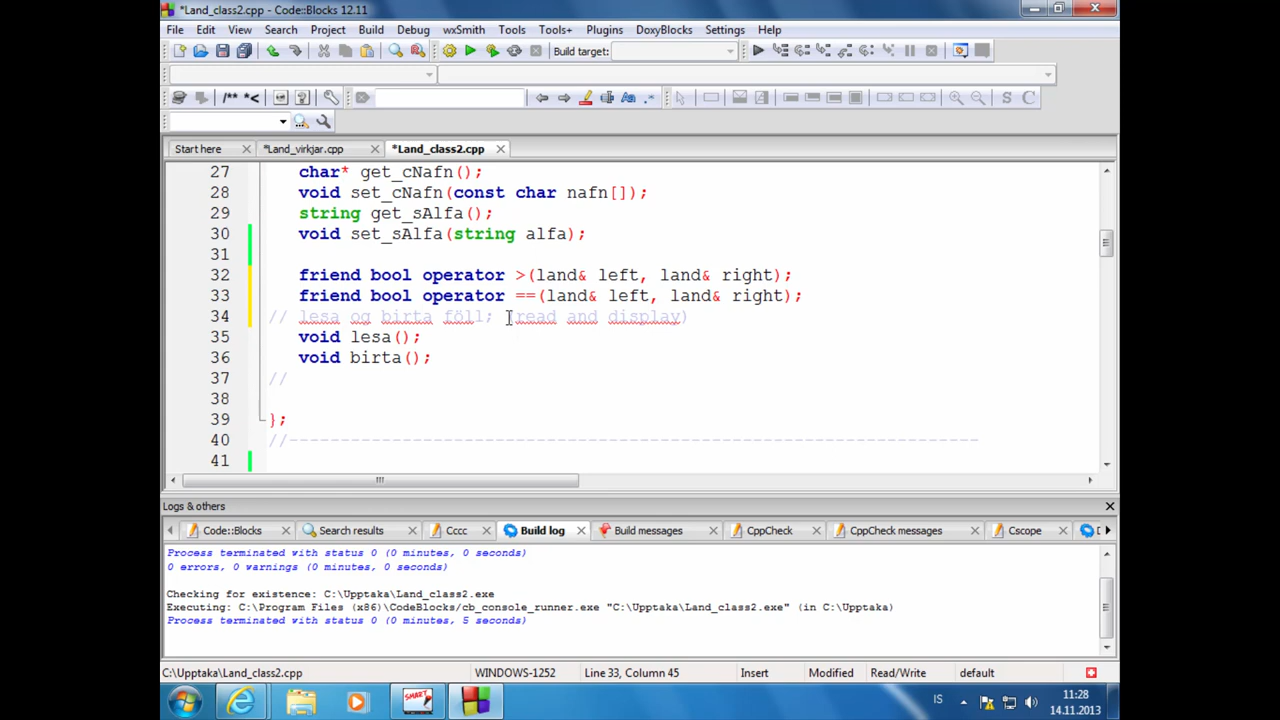 *Land_class2.cpp - Code::Blocks 12.11
File Edit View Search Project Build Debug wxSmith Tools Tools+ Plugins DoxyBlocks Settings Help
Build target:
/** *<
Aa .* S C
Start here *Land_virkjar.cpp *Land_class2.cpp
27 char* get_cNafn();
28 void set_cNafn(const char nafn[]);
29 string get_sAlfa();
30 void set_sAlfa(string alfa);
31
32 friend bool operator >(land& left, land& right);
33 friend bool operator ==(land& left, land& right);
34 // lesa og birta föll; (read and display)
35 void lesa();
36 void birta();
37 //
38
39 };
40 //-------------------------------------------------------------------
41
Logs & others
Code::Blocks Search results Cccc Build log Build messages CppCheck CppCheck messages Cscope D
Process terminated with status 0 (0 minutes, 0 seconds)
0 errors, 0 warnings (0 minutes, 0 seconds)
Checking for existence: C:\Upptaka\Land_class2.exe
Executing: C:\Program Files (x86)\CodeBlocks/cb_console_runner.exe "C:\Upptaka\Land_class2.exe" (in C:\Upptaka)
Process terminated with status 0 (0 minutes, 5 seconds)
C:\Upptaka\Land_class2.cpp WINDOWS-1252 Line 33, Column 45 Insert Modified Read/Write default
SMART IS 11:28
14.11.2013